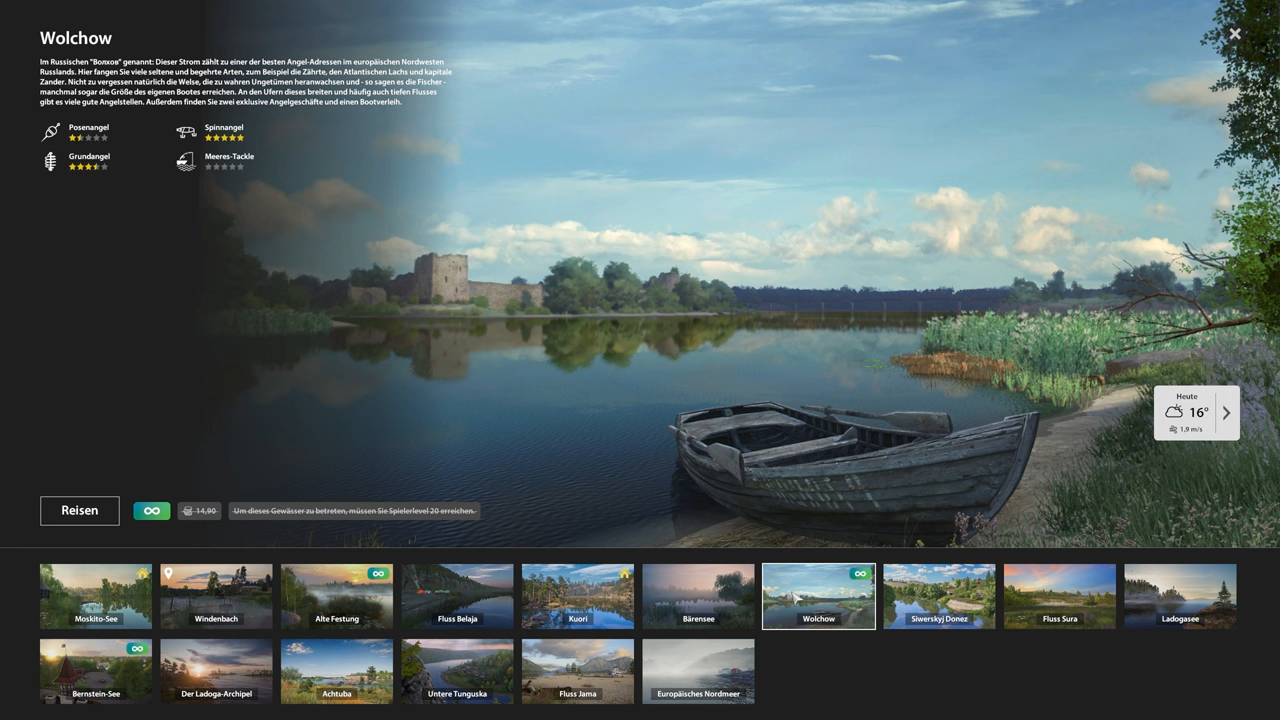 Wolchow
Im Russischen "Волхов" genannt: Dieser Strom zählt zu einer der besten Angel-Adressen im europäischen Nordwesten
Russlands. Hier fangen Sie viele seltene und begehrte Arten, zum Beispiel die Zährte, den Atlantischen Lachs und kapitale
Zander. Nicht zu vergessen natürlich die Welse, die zu wahren Ungetümen heranwachsen und - so sagen es die Fischer -
manchmal sogar die Größe des eigenen Bootes erreichen. An den Ufern dieses breiten und häufig auch tiefen Flusses
gibt es viele gute Angelstellen. Außerdem finden Sie zwei exklusive Angelgeschäfte und einen Bootverleih.
Posenangel
Spinnangel
Grundangel
Meeres-Tackle
Heute
16°
1,9 m/s
Reisen
14,90
Um dieses Gewässer zu betreten, müssen Sie Spielerlevel 20 erreichen.
Moskito-See
Windenbach
Alte Festung
Fluss Belaja
Kuori
Bärensee
Wolchow
Siwerskyj Donez
Fluss Sura
Ladogasee
Bernstein-See
Der Ladoga-Archipel
Achtuba
Untere Tunguska
Fluss Jama
Europäisches Nordmeer